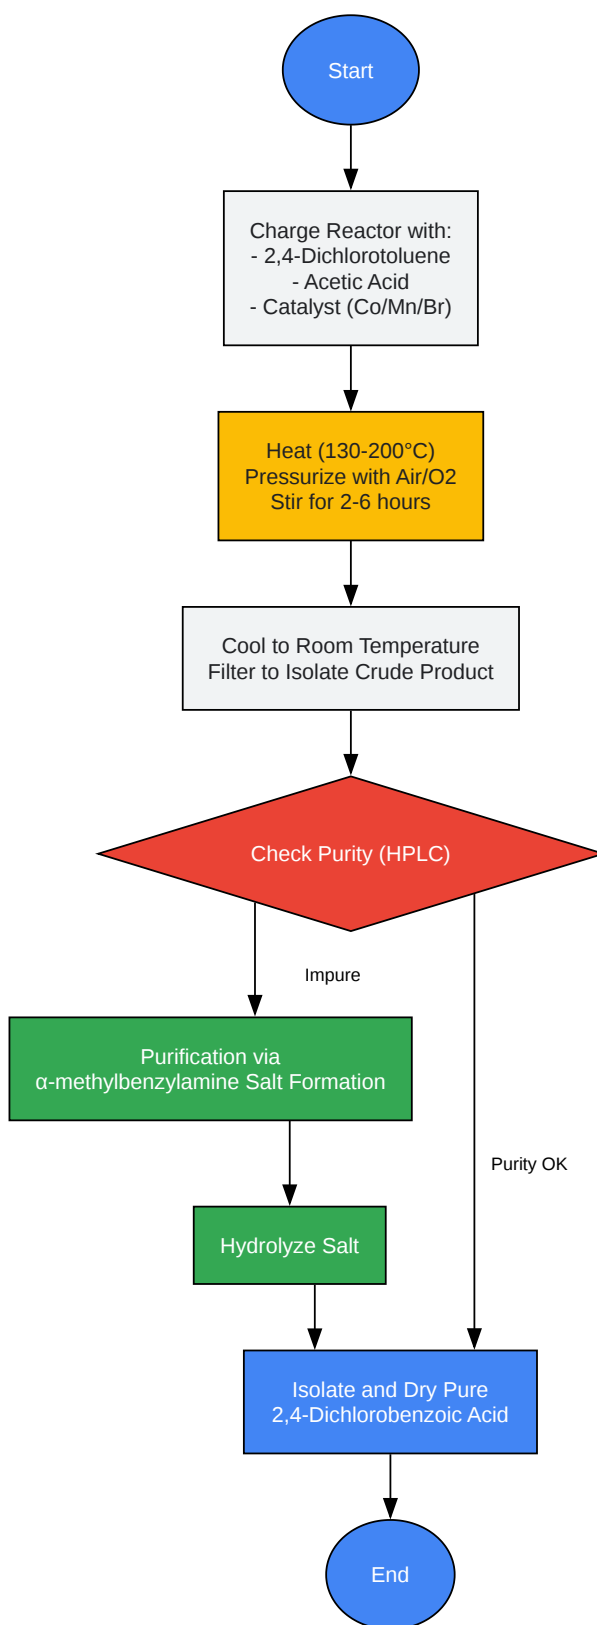 Start
Charge Reactor with:
- 2,4-Dichlorotoluene
- Acetic Acid
- Catalyst (Co/Mn/Br)
Heat (130-200°C)
Pressurize with Air/O2
Stir for 2-6 hours
Cool to Room Temperature
Filter to Isolate Crude Product
Check Purity (HPLC)
Impure
Purification via
α-methylbenzylamine Salt Formation
Purity OK
Hydrolyze Salt
Isolate and Dry Pure
2,4-Dichlorobenzoic Acid
End